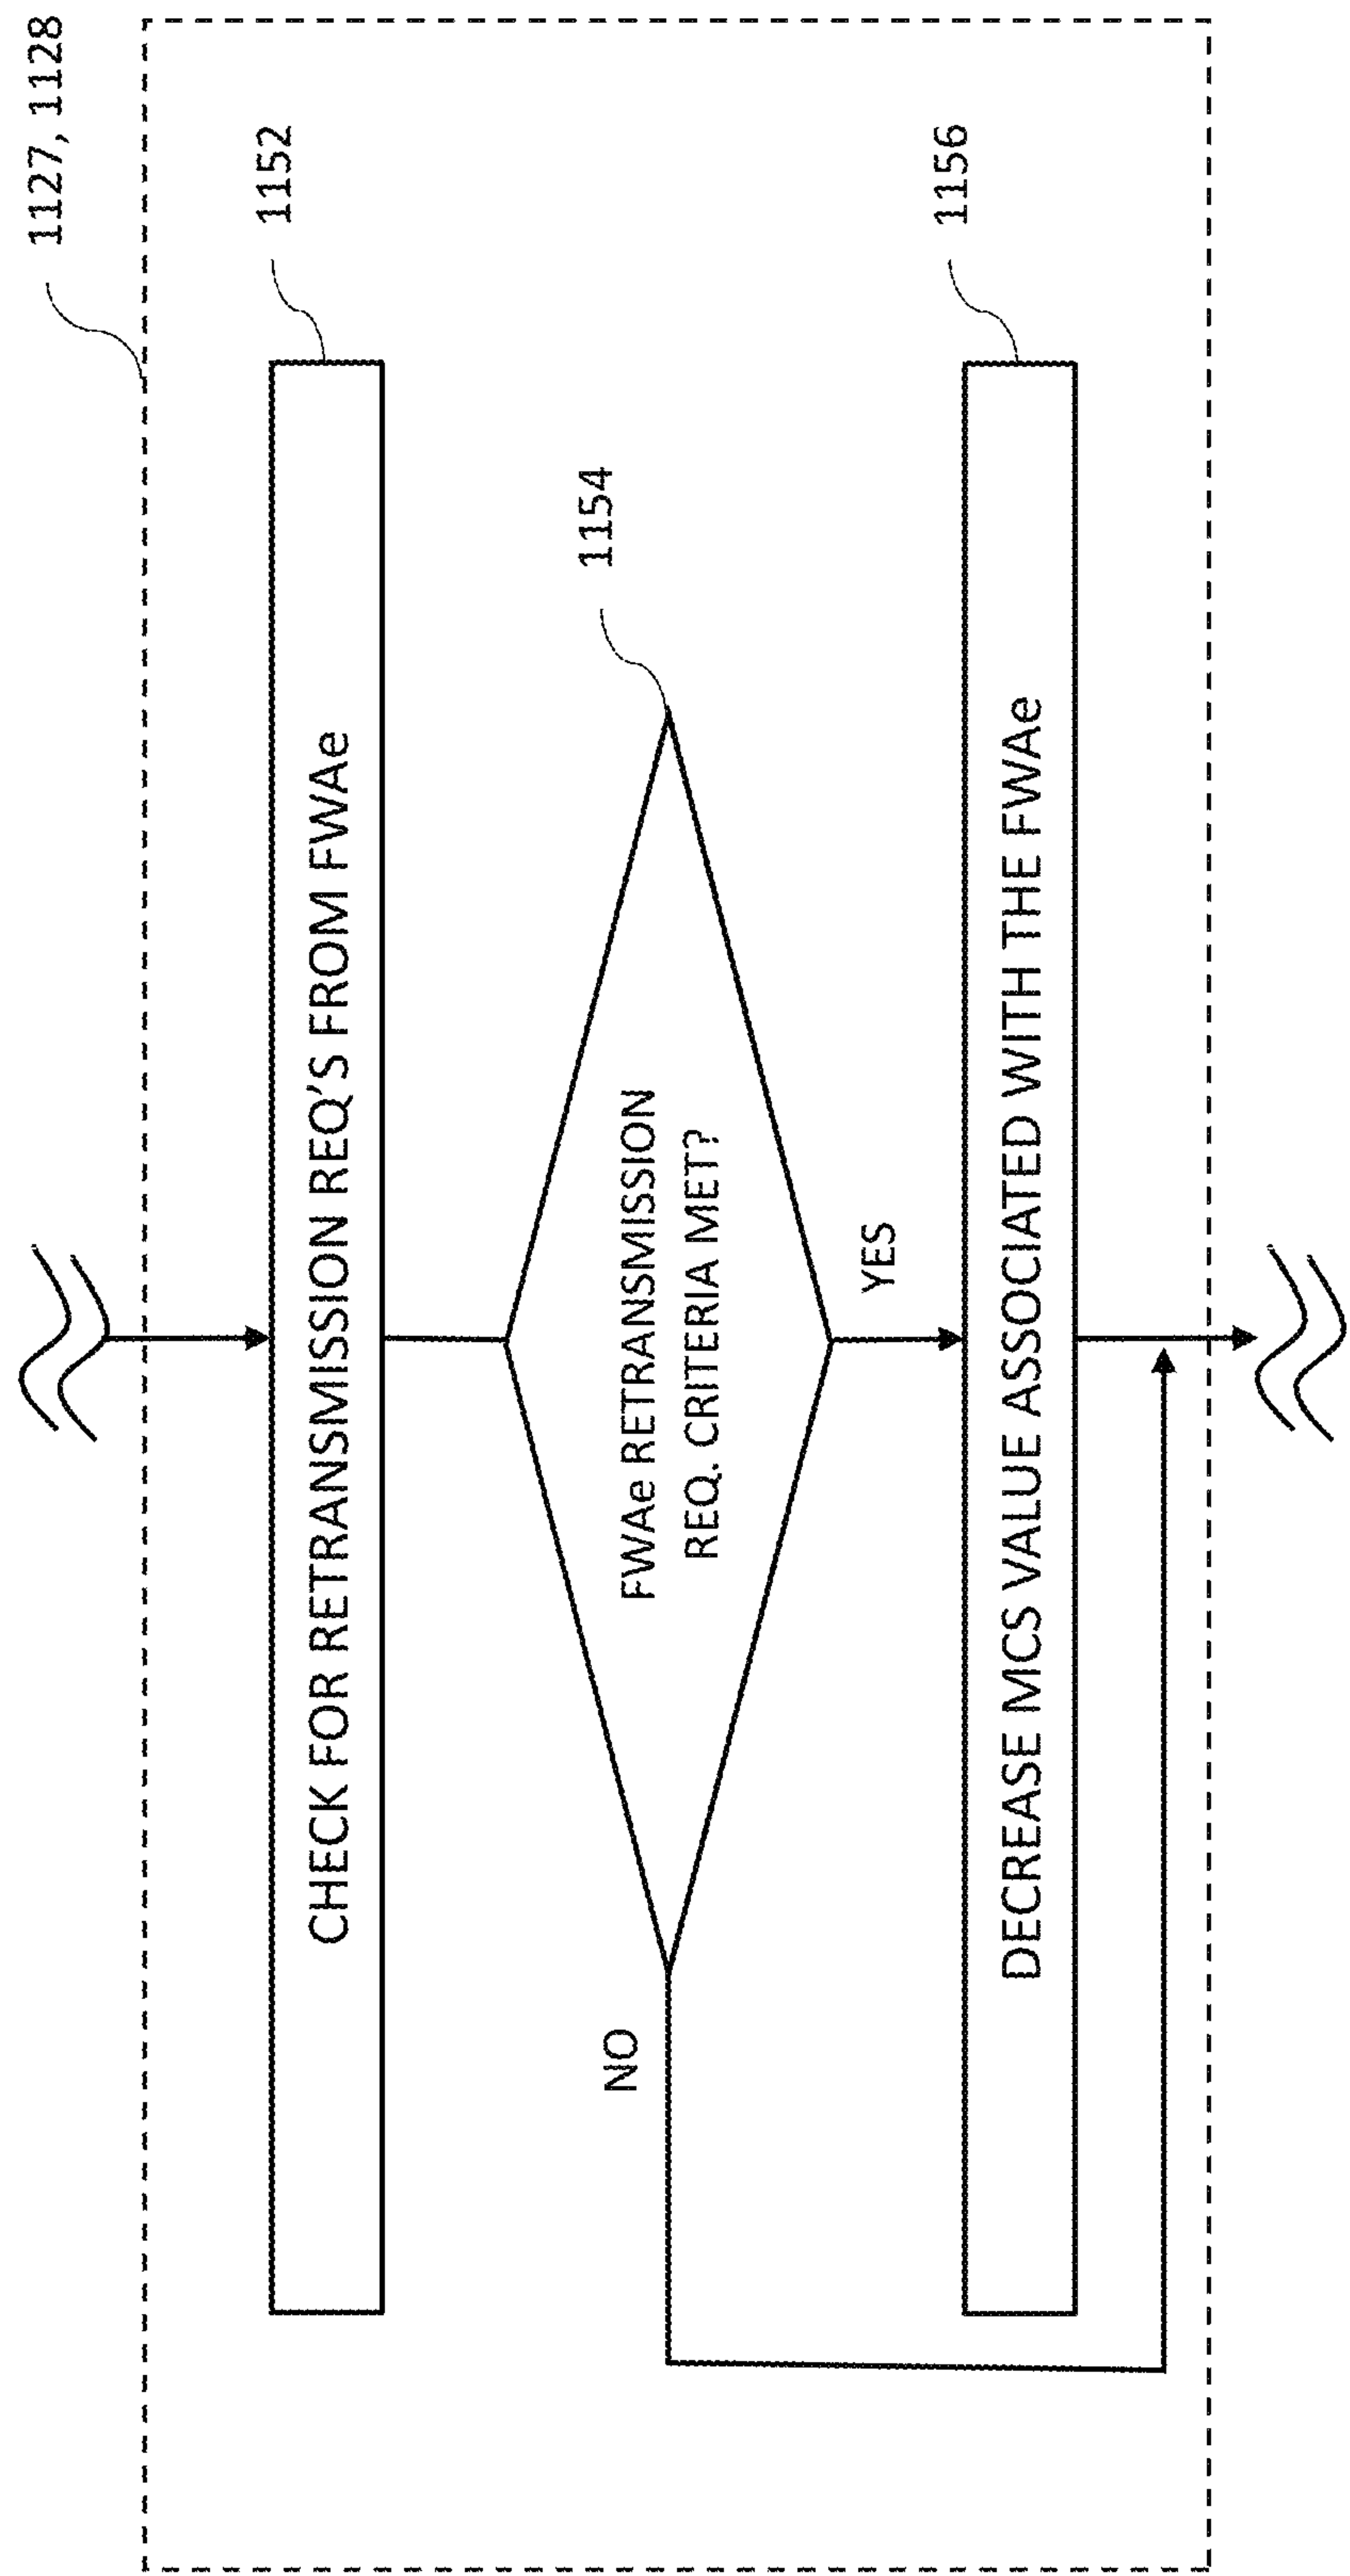 1127, 1128
1152
CHECK FOR RETRANSMISSION REQ'S FROM FWAe
1154
FWAe RETRANSMISSION
REQ. CRITERIA MET?
NO
YES
1156
DECREASE MCS VALUE ASSOCIATED WITH THE FWAe